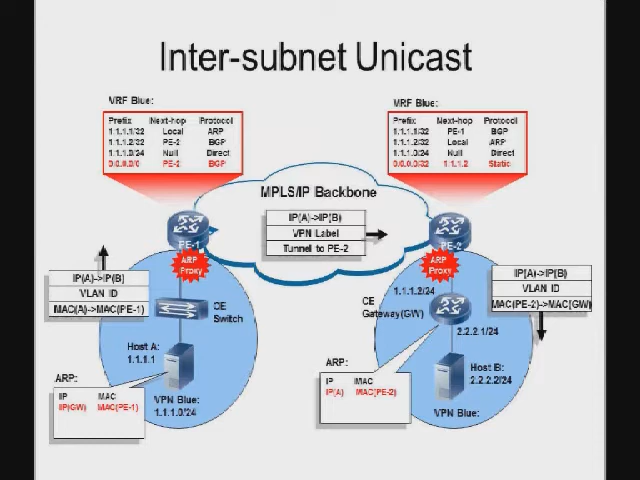 Inter-subnet Unicast
VRF Blue:
Prefix Next-hop Protocol
1.1.1.1/32 Local ARP
1.1.1.2/32 PE-2 BGP
1.1.1.0/24 Null Direct
0.0.0.0/0 PE-2 BGP
VRF Blue:
Prefix Next-hop Protocol
1.1.1.1/32 PE-1 BGP
1.1.1.2/32 Local ARP
1.1.1.0/24 Null Direct
0.0.0.0/32 1.1.1.2 Static
MPLS/IP Backbone
IP(A)->IP(B)
VPN Label
Tunnel to PE-2
PE-1
ARP
Proxy
PE-2
ARP
Proxy
IP(A)->IP(B)
VLAN ID
MAC(A)->MAC(PE-1)
IP(A)->IP(B)
VLAN ID
MAC(PE-2)->MAC(GW)
CE
Switch
1.1.1.2/24
CE
Gateway(GW)
2.2.2.1/24
Host A:
1.1.1.1
Host B:
2.2.2.2/24
ARP:
IP MAC
IP(GW) MAC(PE-1)
VPN Blue:
1.1.1.0/24
ARP:
IP MAC
IP(A) MAC(PE-2)
VPN Blue: